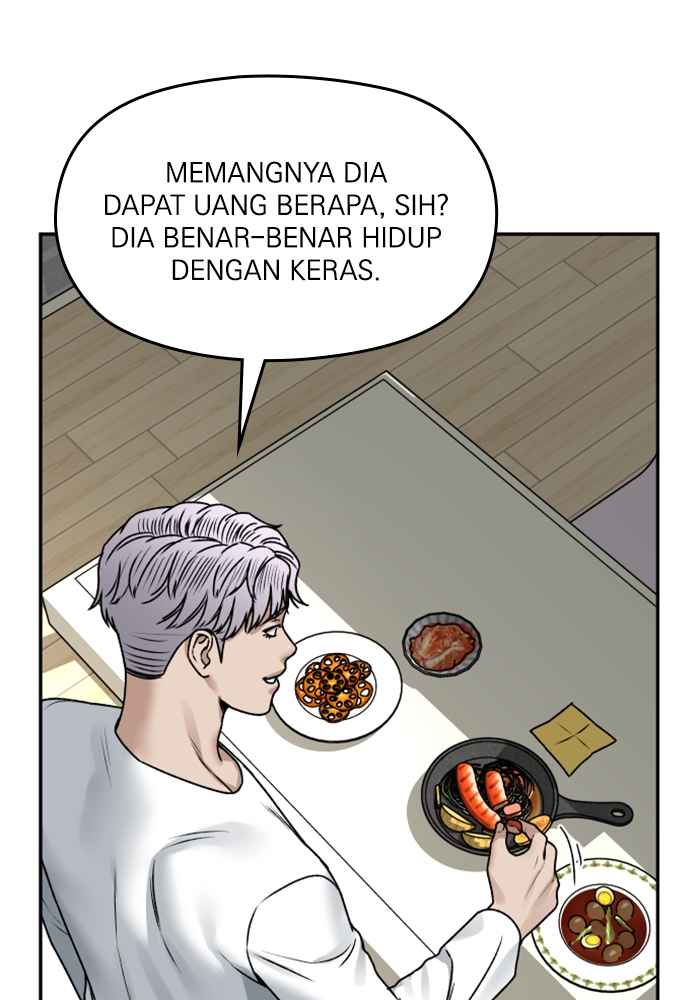 MEMANGNYA DIA
DAPAT UANG BERAPA, SIH?
DIA BENAR-BENAR HIDUP
DENGAN KERAS.